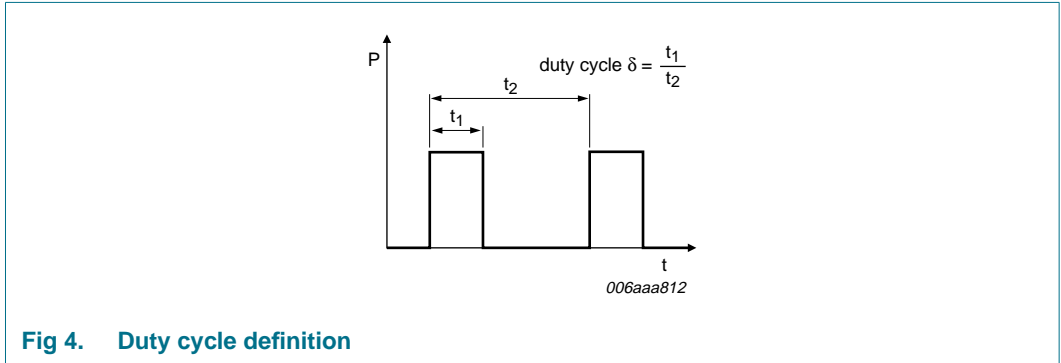 P
duty cycle δ = t1
t2
t2
t1
t
006aaa812
Fig 4. Duty cycle definition